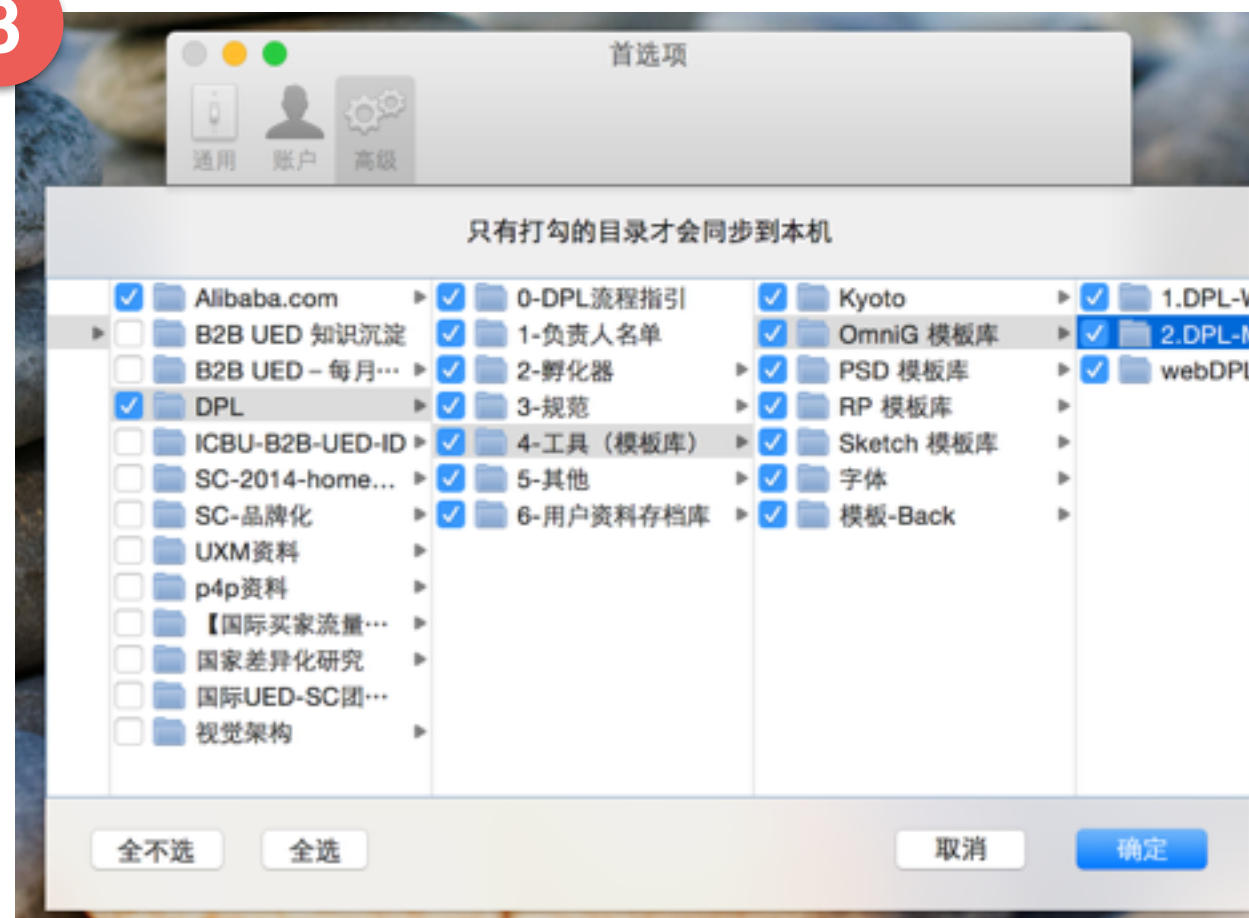 3
首选项
通用
账户
高级
只有打勾的目录才会同步到本机
Alibaba.com
B2B UED 知识沉淀
B2B UED – 每月…
DPL
ICBU-B2B-UED-ID
SC-2014-home...
SC-品牌化
UXM资料
p4p资料
【国际买家流量…
国家差异化研究
国际UED-SC团…
视觉架构
0-DPL流程指引
1-负责人名单
2-孵化器
3-规范
4-工具（模板库）
5-其他
6-用户资料存档库
Kyoto
OmniG 模板库
PSD 模板库
RP 模板库
Sketch 模板库
字体
模板-Back
1.DPL-
2.DPL-
webDPL
全不选
全选
取消
确定